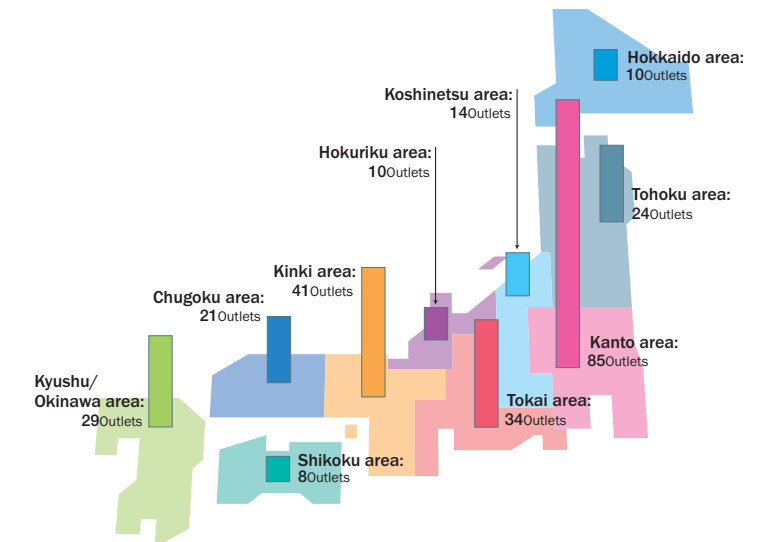 Hokkaido area:
10Outlets
Koshinetsu area:
14Outlets
Hokuriku area:
10Outlets
Tohoku area:
24Outlets
Kinki area:
41Outlets
Chugoku area:
21Outlets
Kanto area:
85Outlets
Kyushu/
Okinawa area:
29Outlets
Tokai area:
34Outlets
Shikoku area:
8Outlets